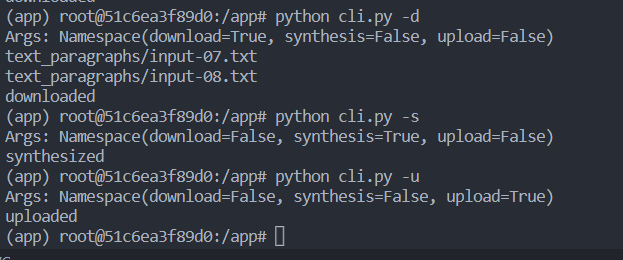 (app) root@51c6ea3f89d0:/app# python cli.py -d
Args: Namespace(download=True, synthesis=False, upload=False)
text_paragraphs/input-07.txt
text_paragraphs/input-08.txt
downloaded
(app) root@51c6ea3f89d0:/app# python cli.py -s
Args: Namespace(download=False, synthesis=True, upload=False)
synthesized
(app) root@51c6ea3f89d0:/app# python cli.py -u
Args: Namespace(download=False, synthesis=False, upload=True)
uploaded
(app) root@51c6ea3f89d0:/app#